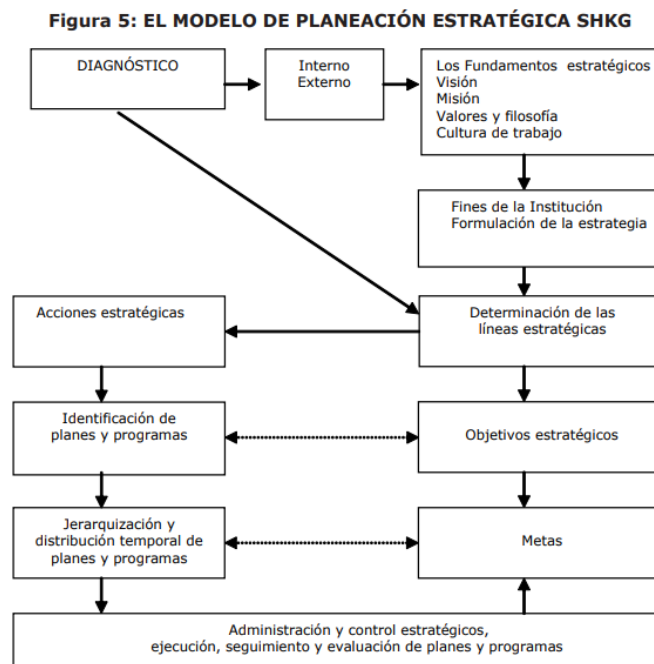 Figura 5: EL MODELO DE PLANEACIÓN ESTRATÉGICA SHKG
DIAGNÓSTICO
Interno
Externo
Los Fundamentos estratégicos
Visión
Misión
Valores y filosofía
Cultura de trabajo
Fines de la Institución
Formulación de la estrategia
Acciones estratégicas
Determinación de las
líneas estratégicas
Identificación de
planes y programas
Objetivos estratégicos
Jerarquización y
distribución temporal de
planes y programas
Metas
Administración y control estratégicos,
ejecución, seguimiento y evaluación de planes y programas